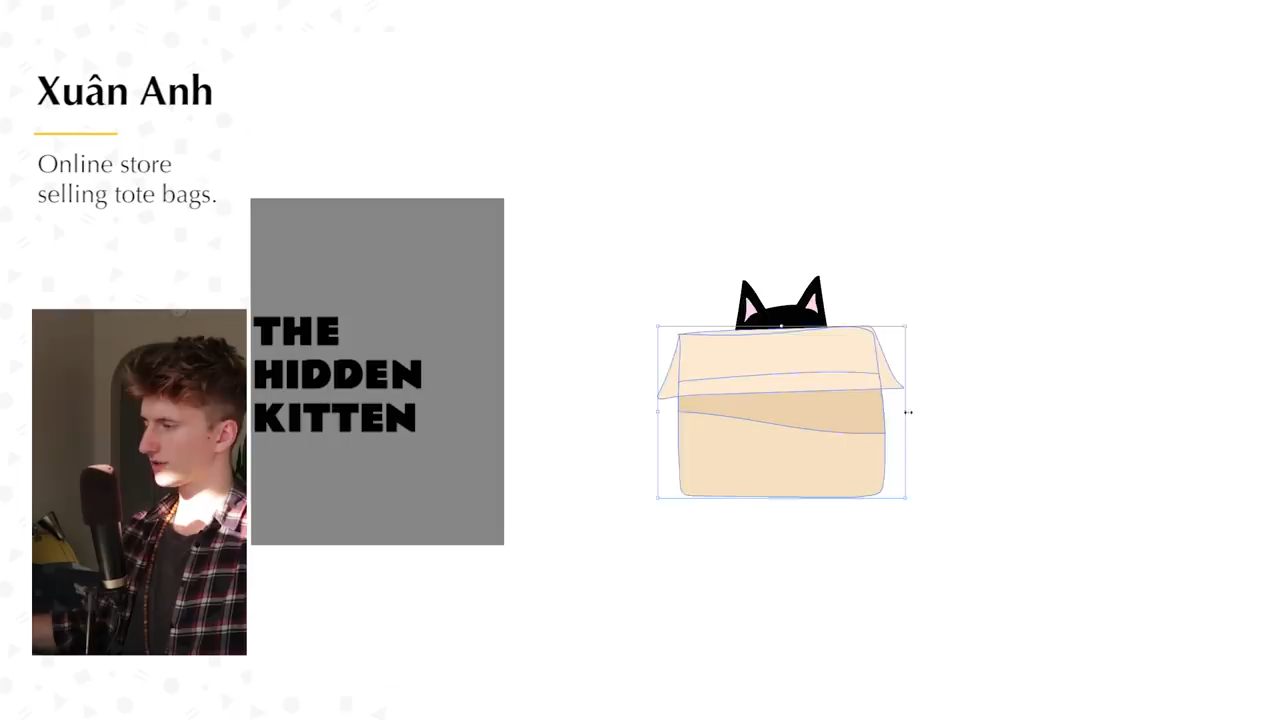 Xuân Anh
Online store
selling tote bags.
THE
HIDDEN
KITTEN